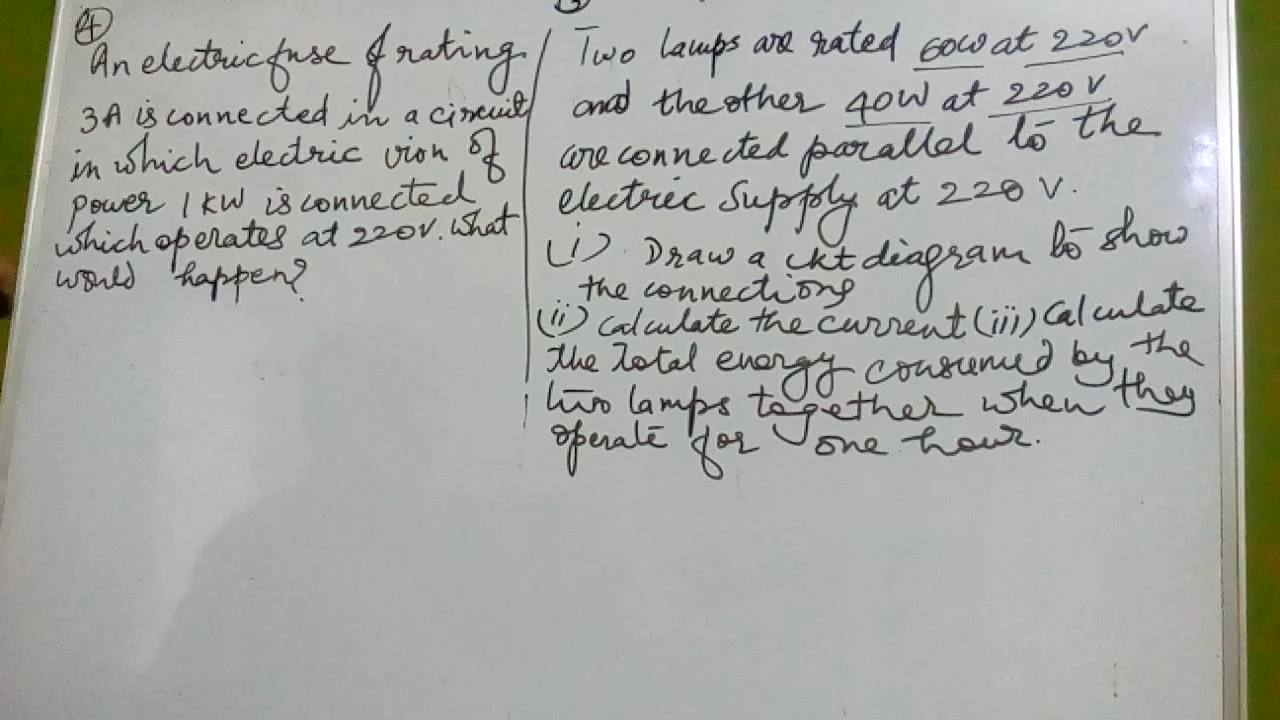 4
An electric fuse of rating
3A is connected in a circuit
in which electric vion of
power 1 KW is connected
which operates at 220V. what
would happen?
Two lamps are rated 60W at 220V
and the other 40W at 220V
are connected parallel to the
electric Supply at 220 V.
(i) Draw a ckt diagram to show
the connections
(ii) Calculate the current (iii) Calculate
the total energy consumed by the
two lamps together when they
operate for one hour.